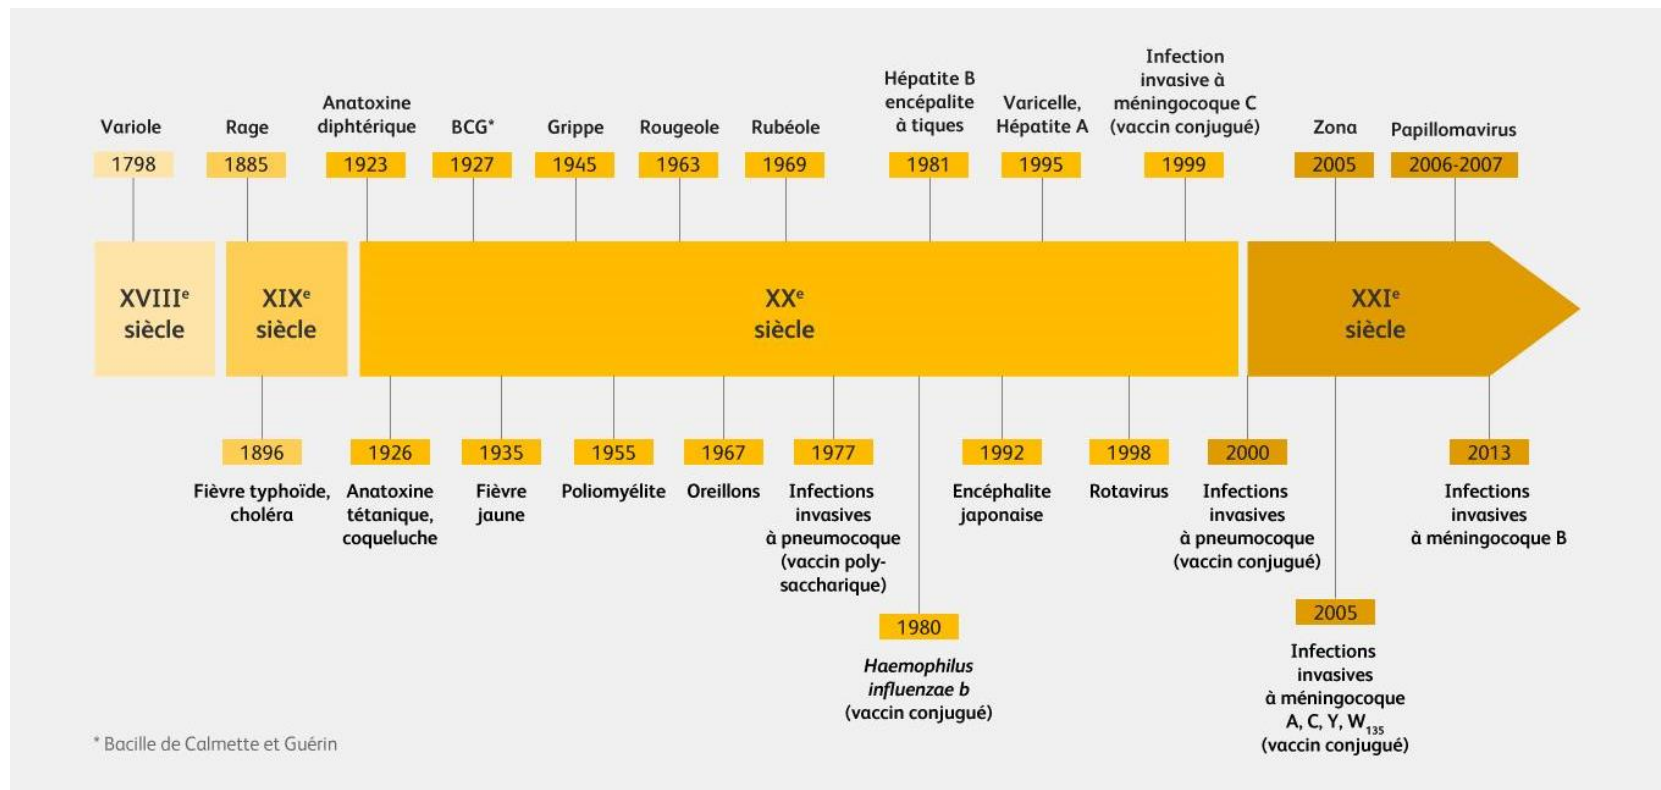 Variole
1798
Rage
1885
Anatoxine
diphtérique
1923
BCG*
1927
Grippe
1945
Rougeole
1963
Rubéole
1969
Hépatite B
encépalite
à tiques
1981
Varicelle,
Hépatite A
1995
Infection
invasive à
méningocoque C
(vaccin conjugué)
1999
Zona
2005
Papillomavirus
2006-2007
XVIIIe
siècle
XIXe
siècle
XXe
siècle
XXIe
siècle
1896
Fièvre typhoïde,
choléra
1926
Anatoxine
tétanique,
coqueluche
1935
Fièvre
jaune
1955
Poliomyélite
1967
Oreillons
1977
Infections
invasives
à pneumocoque
(vaccin poly-
saccharique)
1980
Haemophilus
influenzae b
(vaccin conjugué)
1992
Encéphalite
japonaise
1998
Rotavirus
2000
Infections
invasives
à pneumocoque
(vaccin conjugué)
2005
Infections
invasives
à méningocoque
A, C, Y, W135
(vaccin conjugué)
2013
Infections
invasives
à méningocoque B
* Bacille de Calmette et Guérin